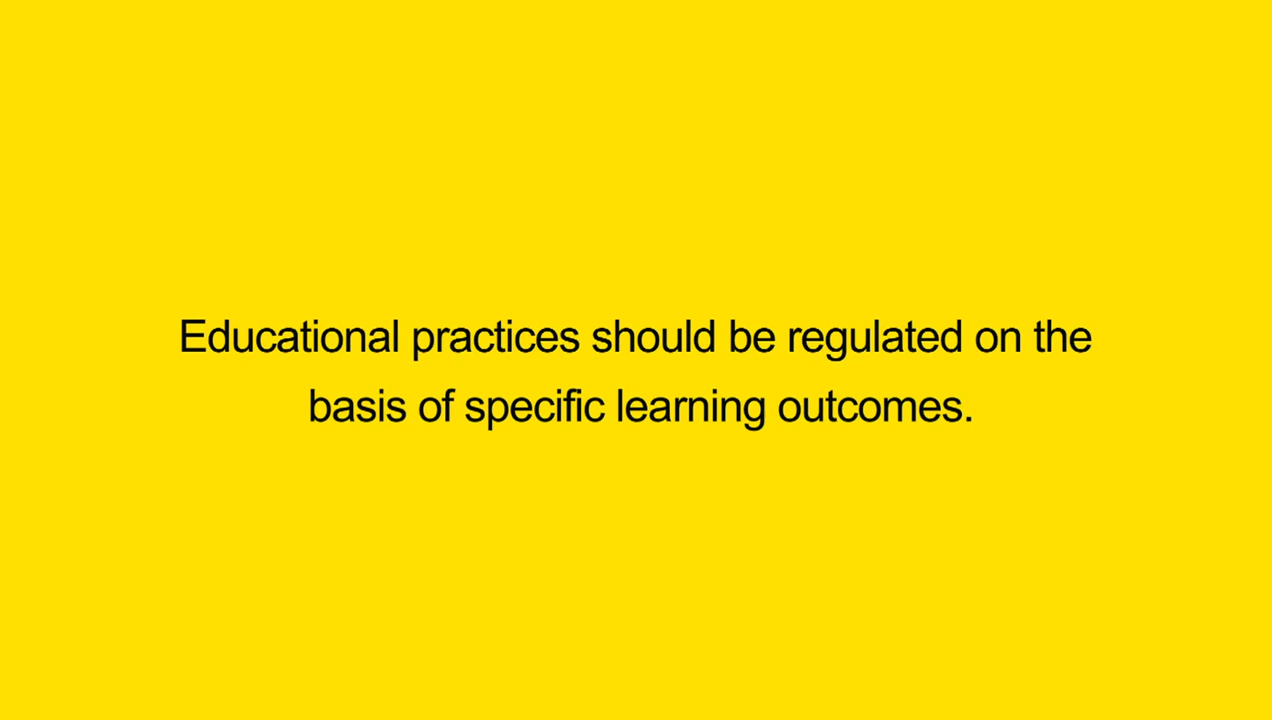 Educational practices should be regulated on the
basis of specific learning outcomes.